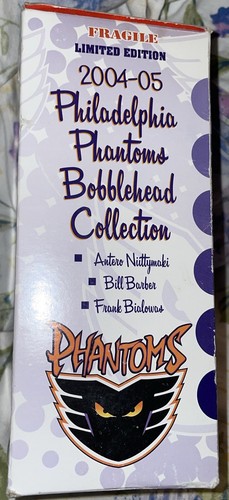 FRAGILE
LIMITED EDITION
2004-05
Philadelphia
Phantoms
Bobblehead
Collection
Antero Niittymaki
Bill Barber
Frank Bialowas
PHANTOMS